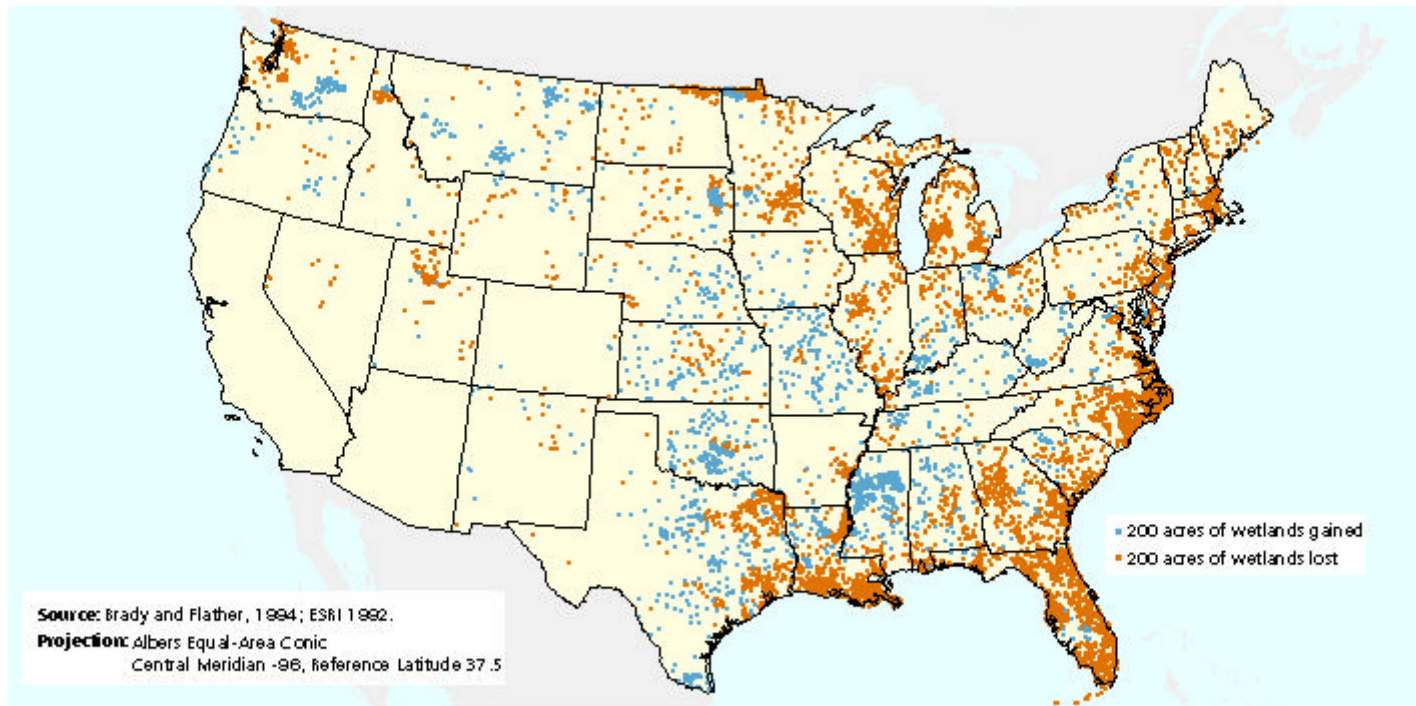 200 acres of wetlands gained
200 acres of wetlands lost
Source: Brady and Flather, 1994; ESRI 1992.
Projection: Albers Equal-Area Conic
Central Meridian -96, Reference Latitude 37.5